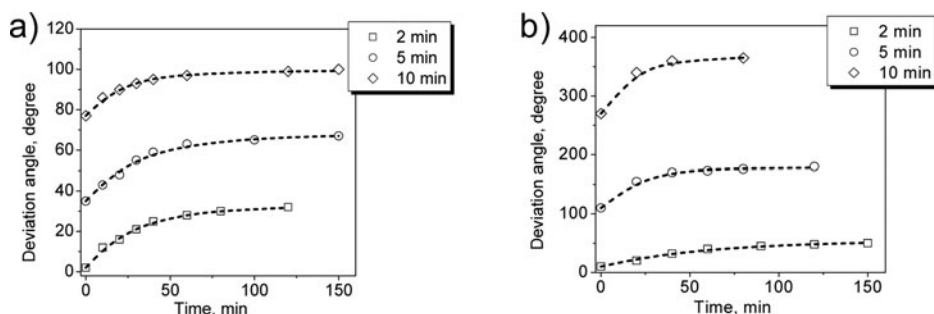 a)
Deviation angle, degree
120
100
80
60
40
20
0
0 50 100 150
Time, min
2 min
5 min
10 min
b)
Deviation angle, degree
400
300
200
100
0
0 50 100 150
Time, min
2 min
5 min
10 min